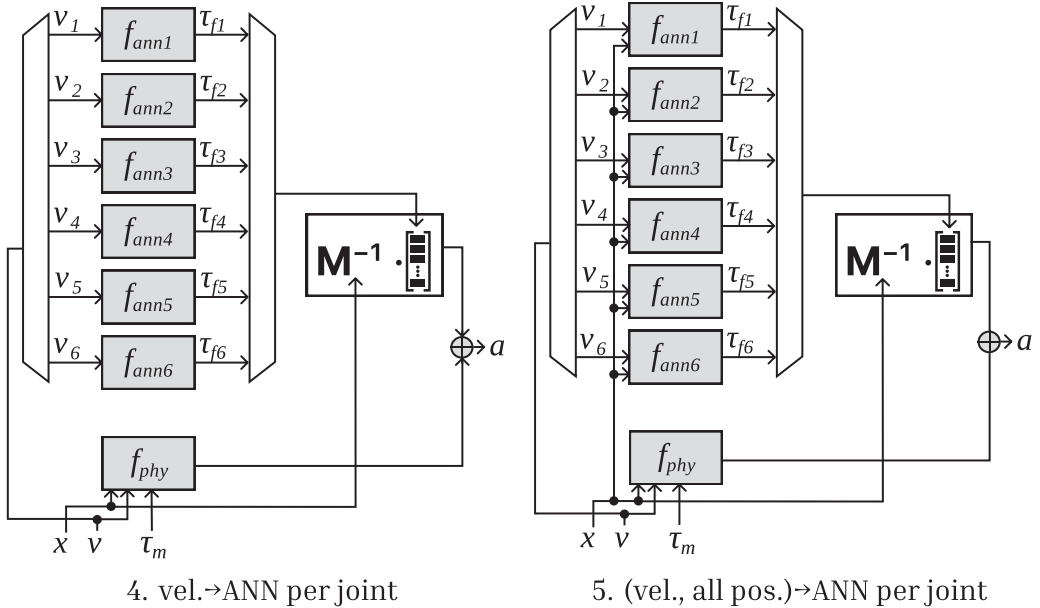 v1 fann1 τf1
v2 fann2 τf2
v3 fann3 τf3
v4 fann4 τf4
v5 fann5 τf5
v6 fann6 τf6
M−1 ·
a
fphy
x v τm
4. vel.→ANN per joint
v1 fann1 τf1
v2 fann2 τf2
v3 fann3 τf3
v4 fann4 τf4
v5 fann5 τf5
v6 fann6 τf6
M−1 ·
a
fphy
x v τm
5. (vel., all pos.)→ANN per joint